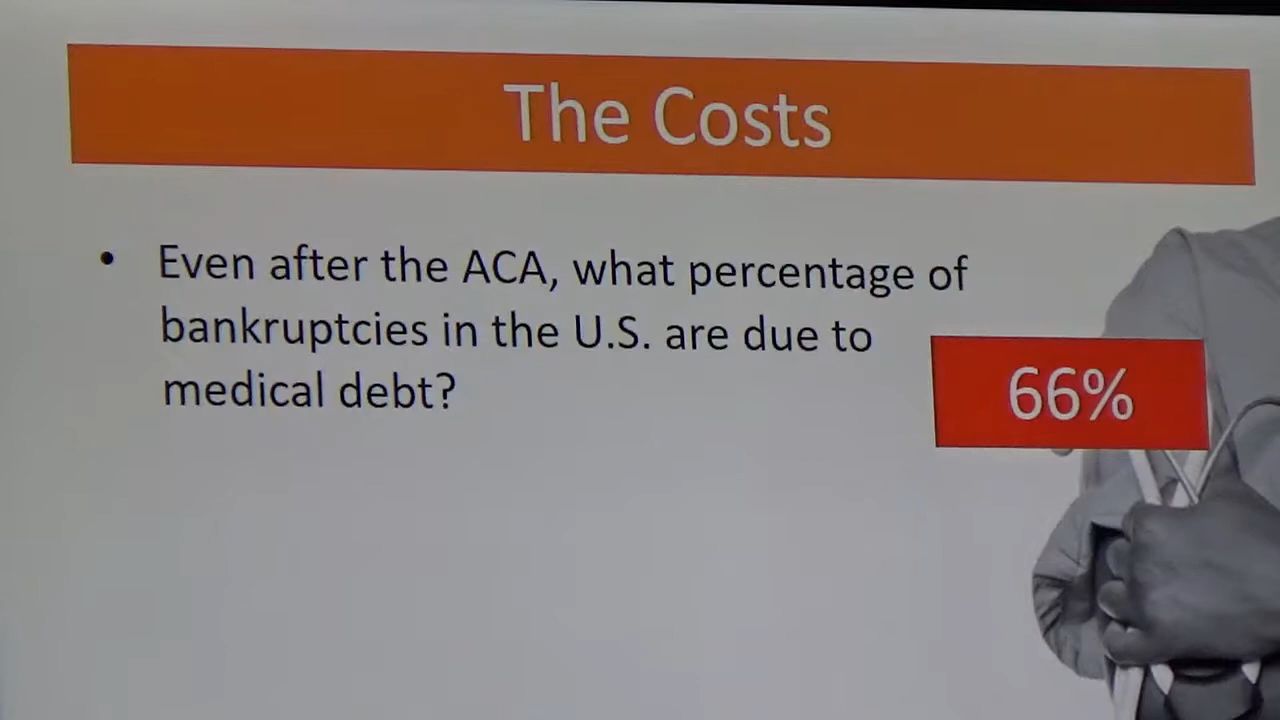 The Costs
• Even after the ACA, what percentage of
bankruptcies in the U.S. are due to
medical debt?
66%